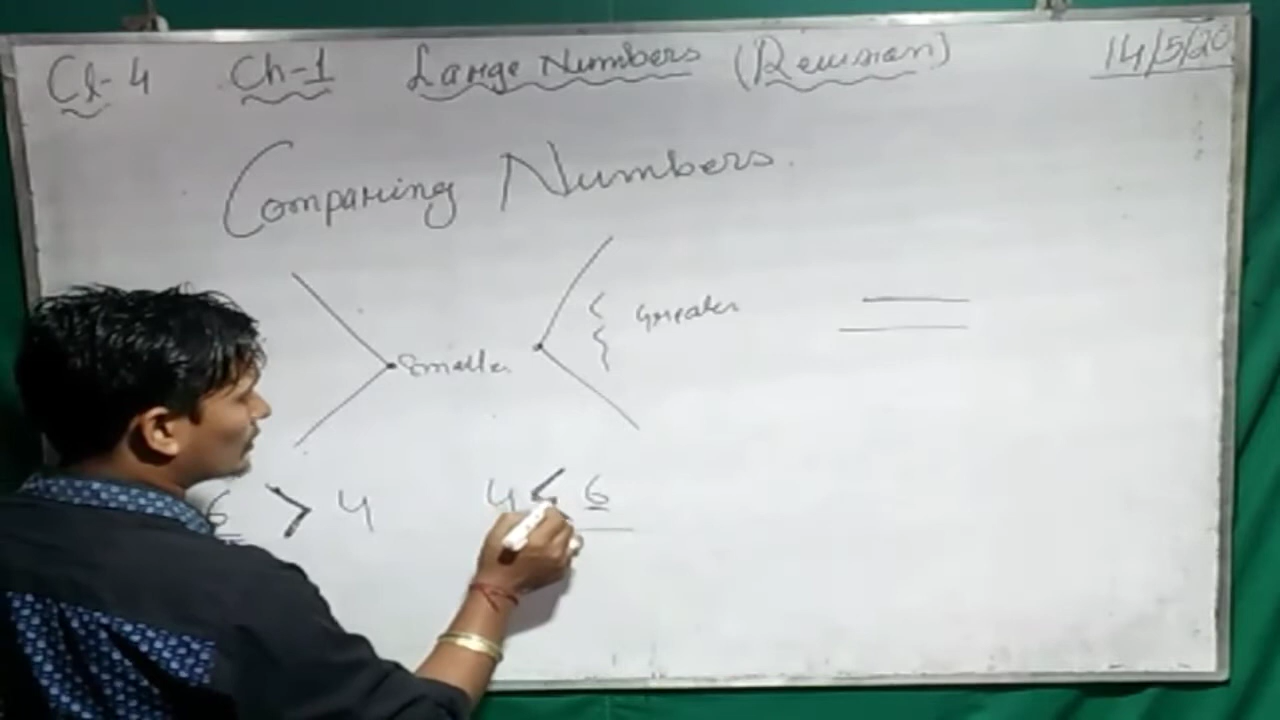 Cl-4 Ch-1 Large Numbers (Revision) 14/5/20
Comparing Numbers.
Smaller < Greater =
6 > 4 4 < 6